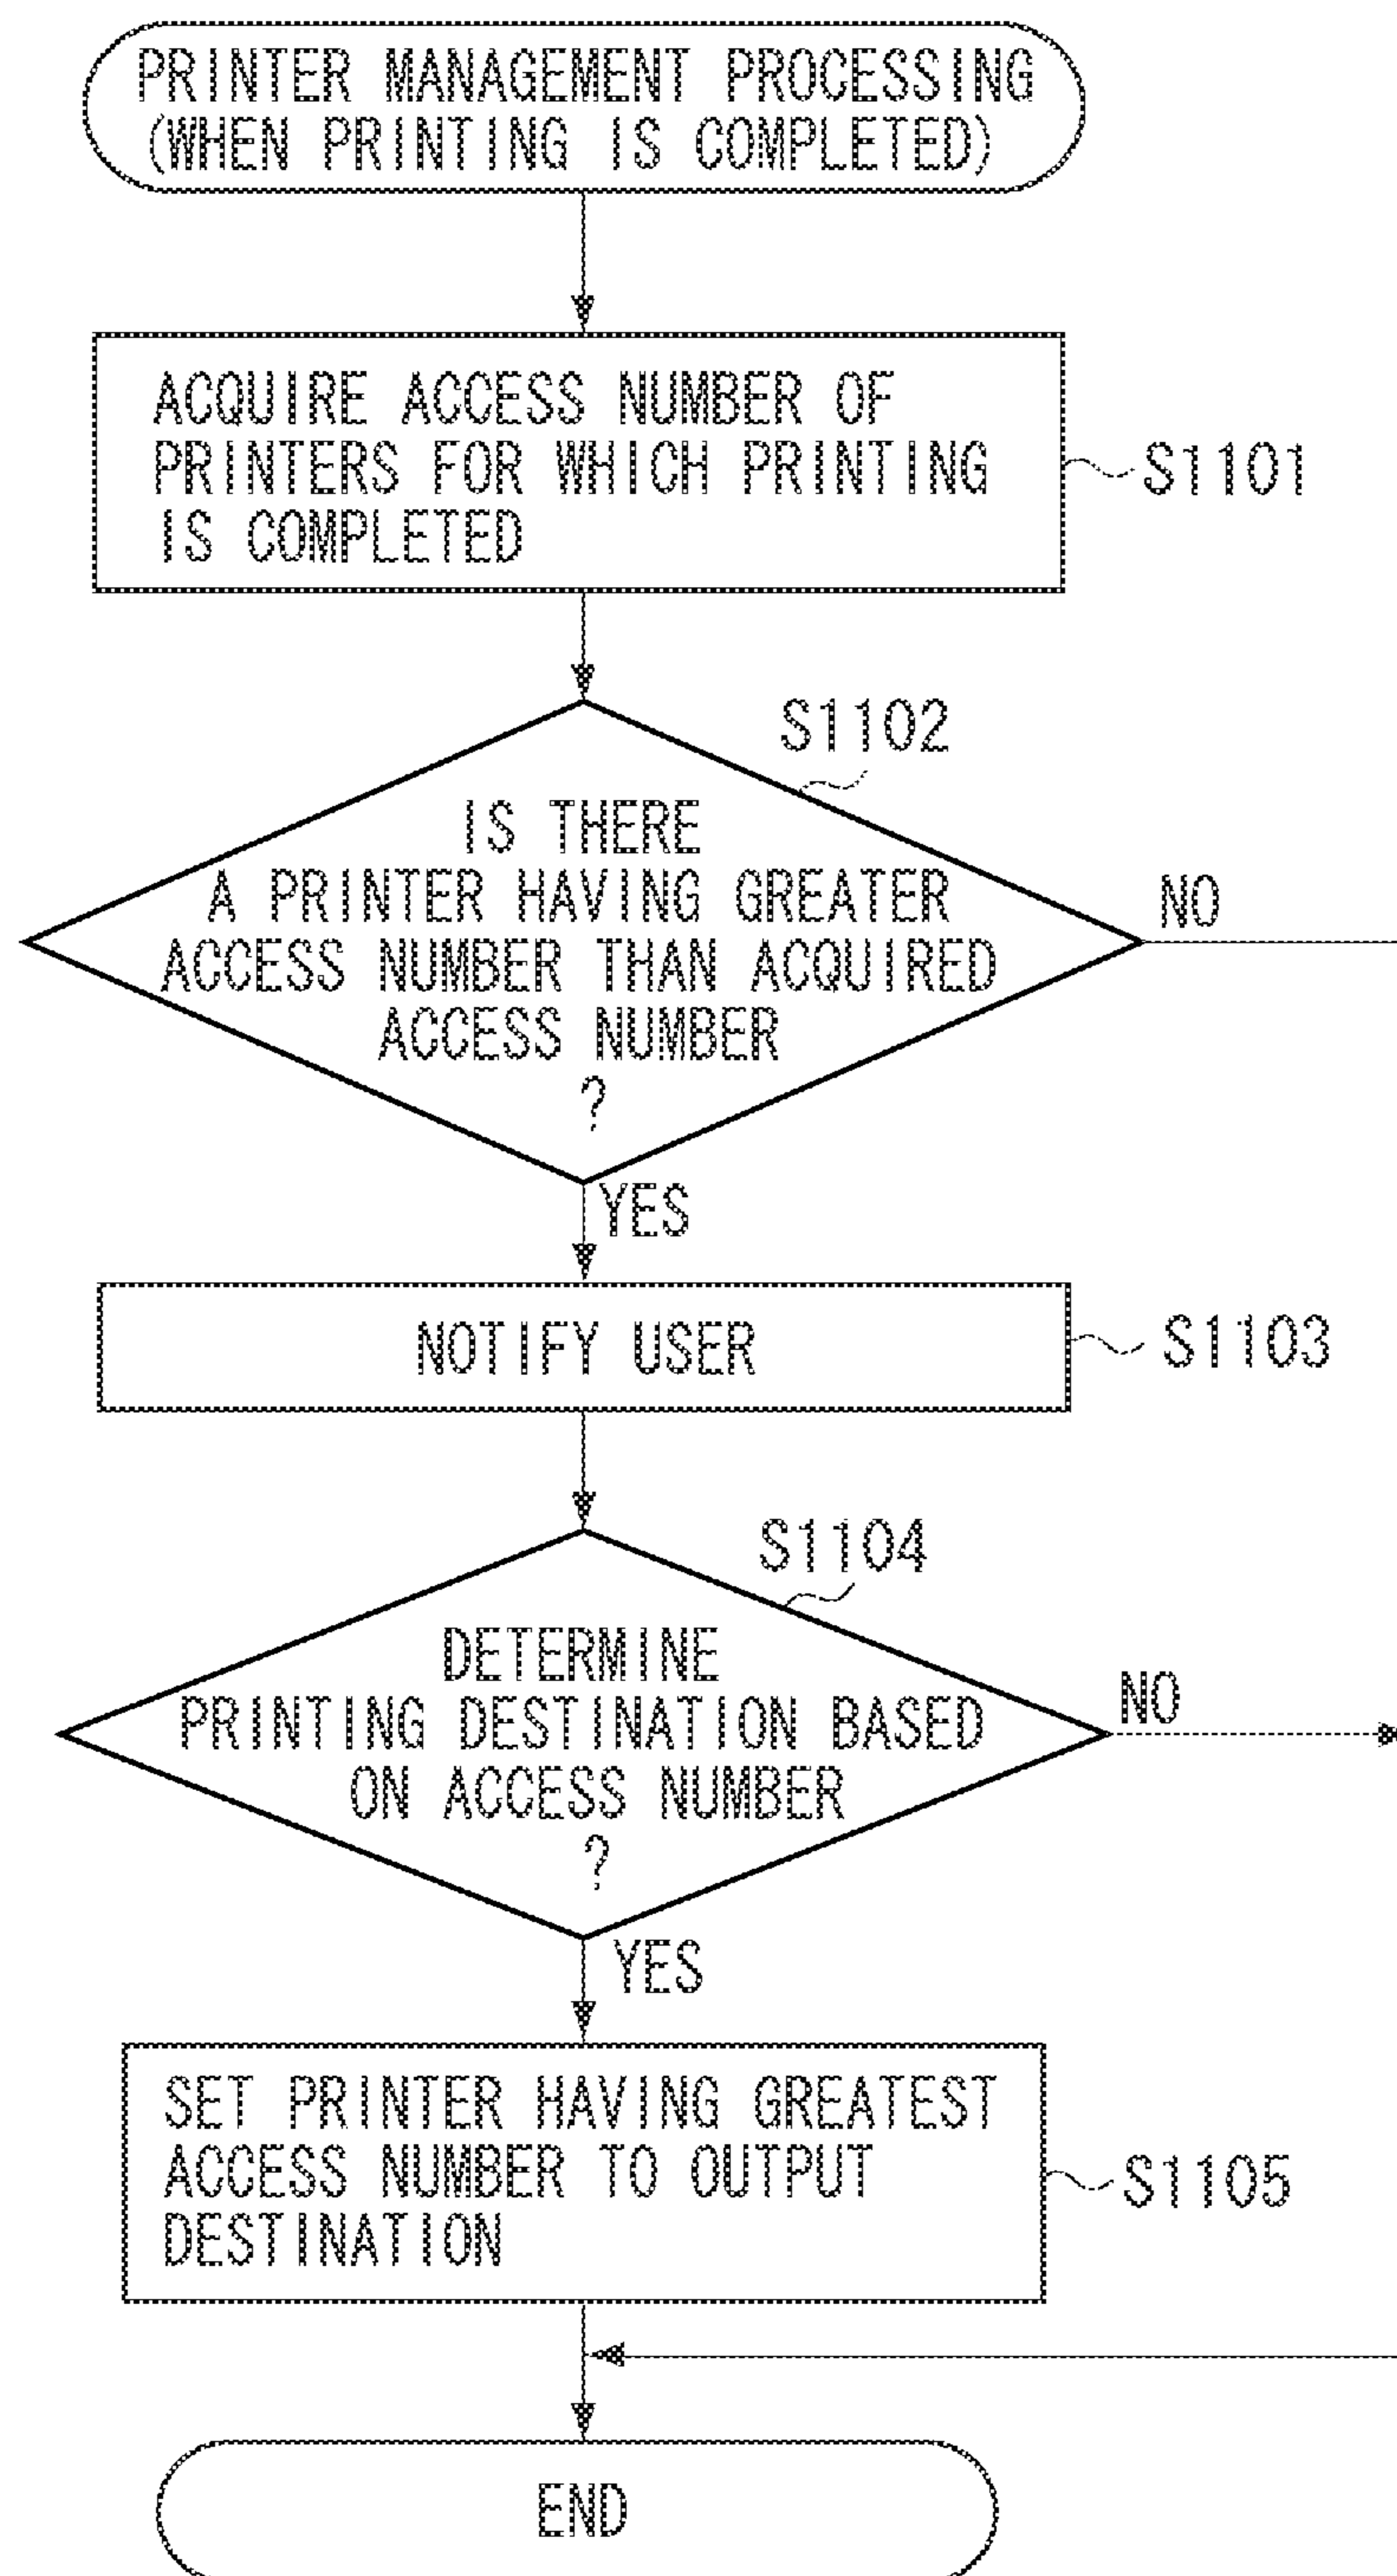 PRINTER MANAGEMENT PROCESSING
(WHEN PRINTING IS COMPLETED)
ACQUIRE ACCESS NUMBER OF
PRINTERS FOR WHICH PRINTING
IS COMPLETED
S1101
S1102
IS THERE
A PRINTER HAVING GREATER
ACCESS NUMBER THAN ACQUIRED
ACCESS NUMBER
?
NO
YES
NOTIFY USER
S1103
S1104
DETERMINE
PRINTING DESTINATION BASED
ON ACCESS NUMBER
?
NO
YES
SET PRINTER HAVING GREATEST
ACCESS NUMBER TO OUTPUT
DESTINATION
S1105
END